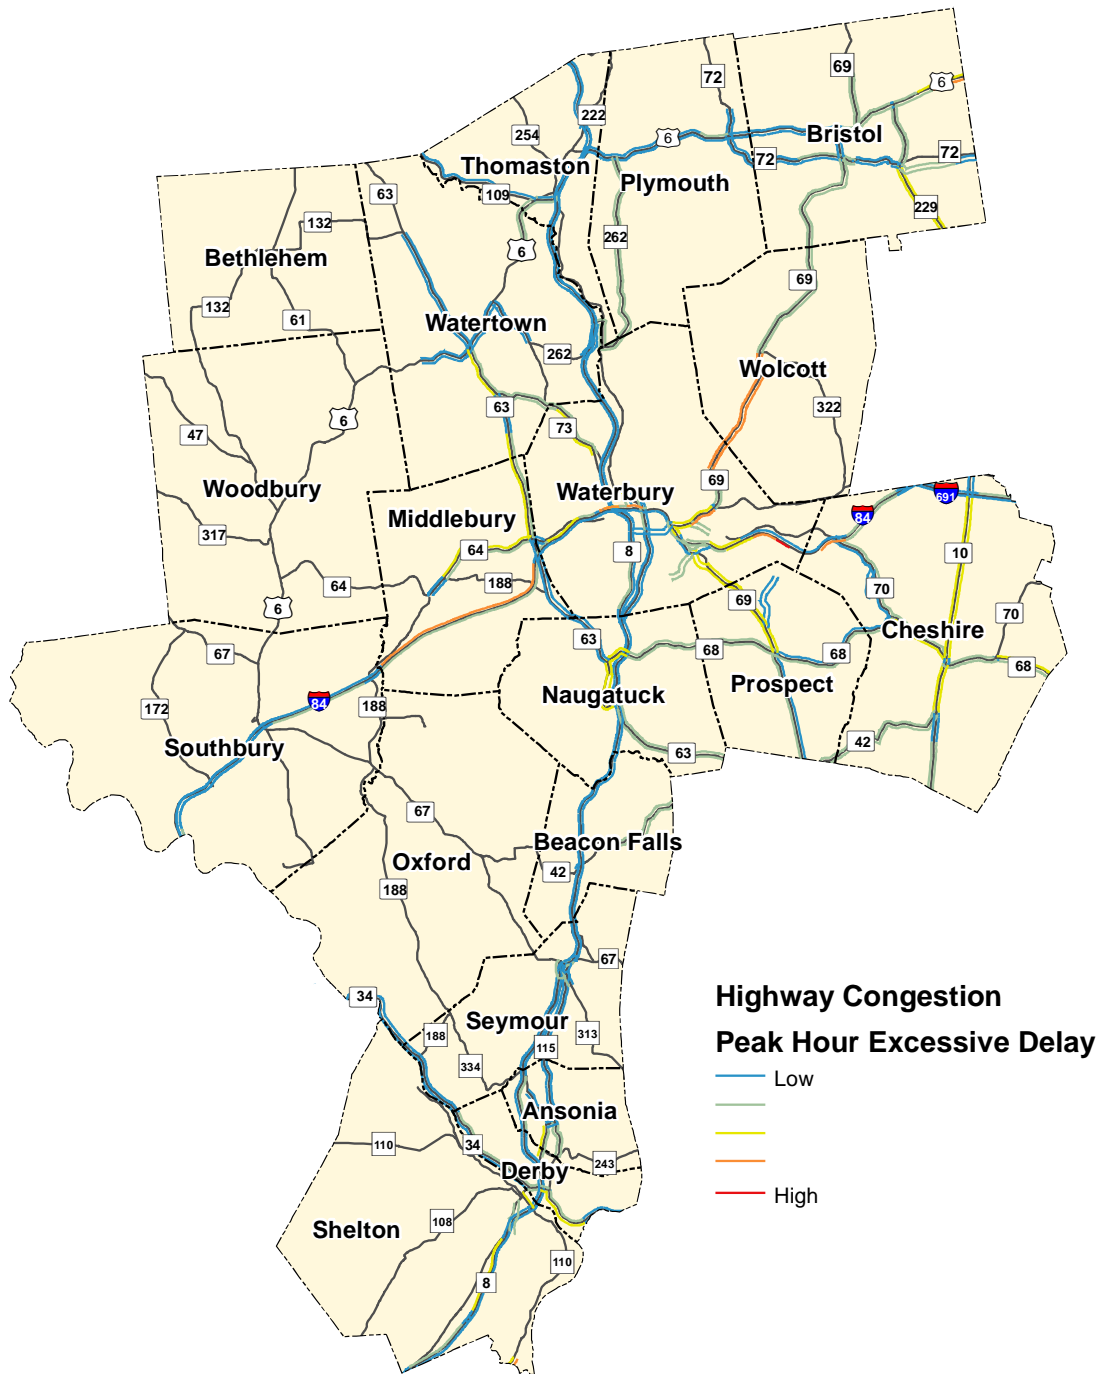 69
72
6
222
254
6
Bristol
Thomaston
72
72
Plymouth
63
109
229
132
262
6
Bethlehem
69
132
61
Watertown
262
Wolcott
63
322
6
73
47
69
Woodbury
Waterbury
691
Middlebury
84
317
64
8
10
188
64
70
69
6
70
63
Cheshire
67
68
68
68
Prospect
Naugatuck
84
188
172
Southbury
42
63
67
Beacon Falls
Oxford
42
188
67
34
Highway Congestion
Seymour
188
313
Peak Hour Excessive Delay
115
334
Low
Ansonia
110
34
243
Derby
High
108
Shelton
110
8